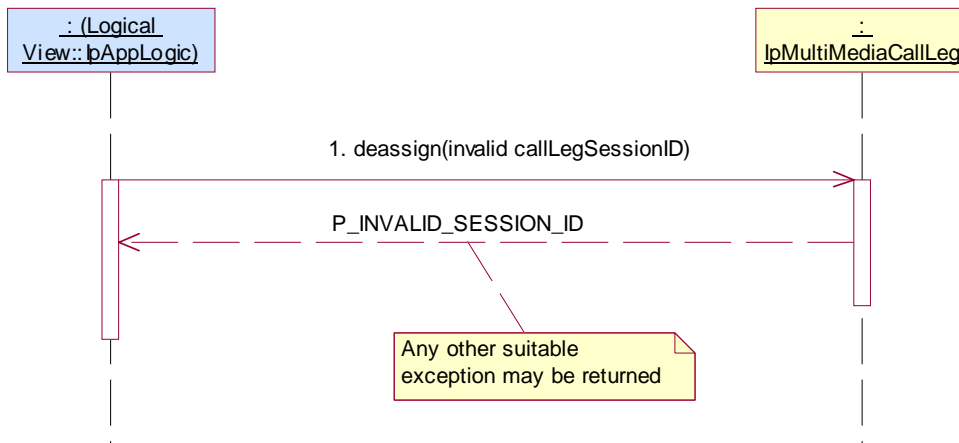 : (Logical
View::IpAppLogic)
:
IpMultiMediaCallLeg
1. deassign(invalid callLegSessionID)
P_INVALID_SESSION_ID
Any other suitable
exception may be returned